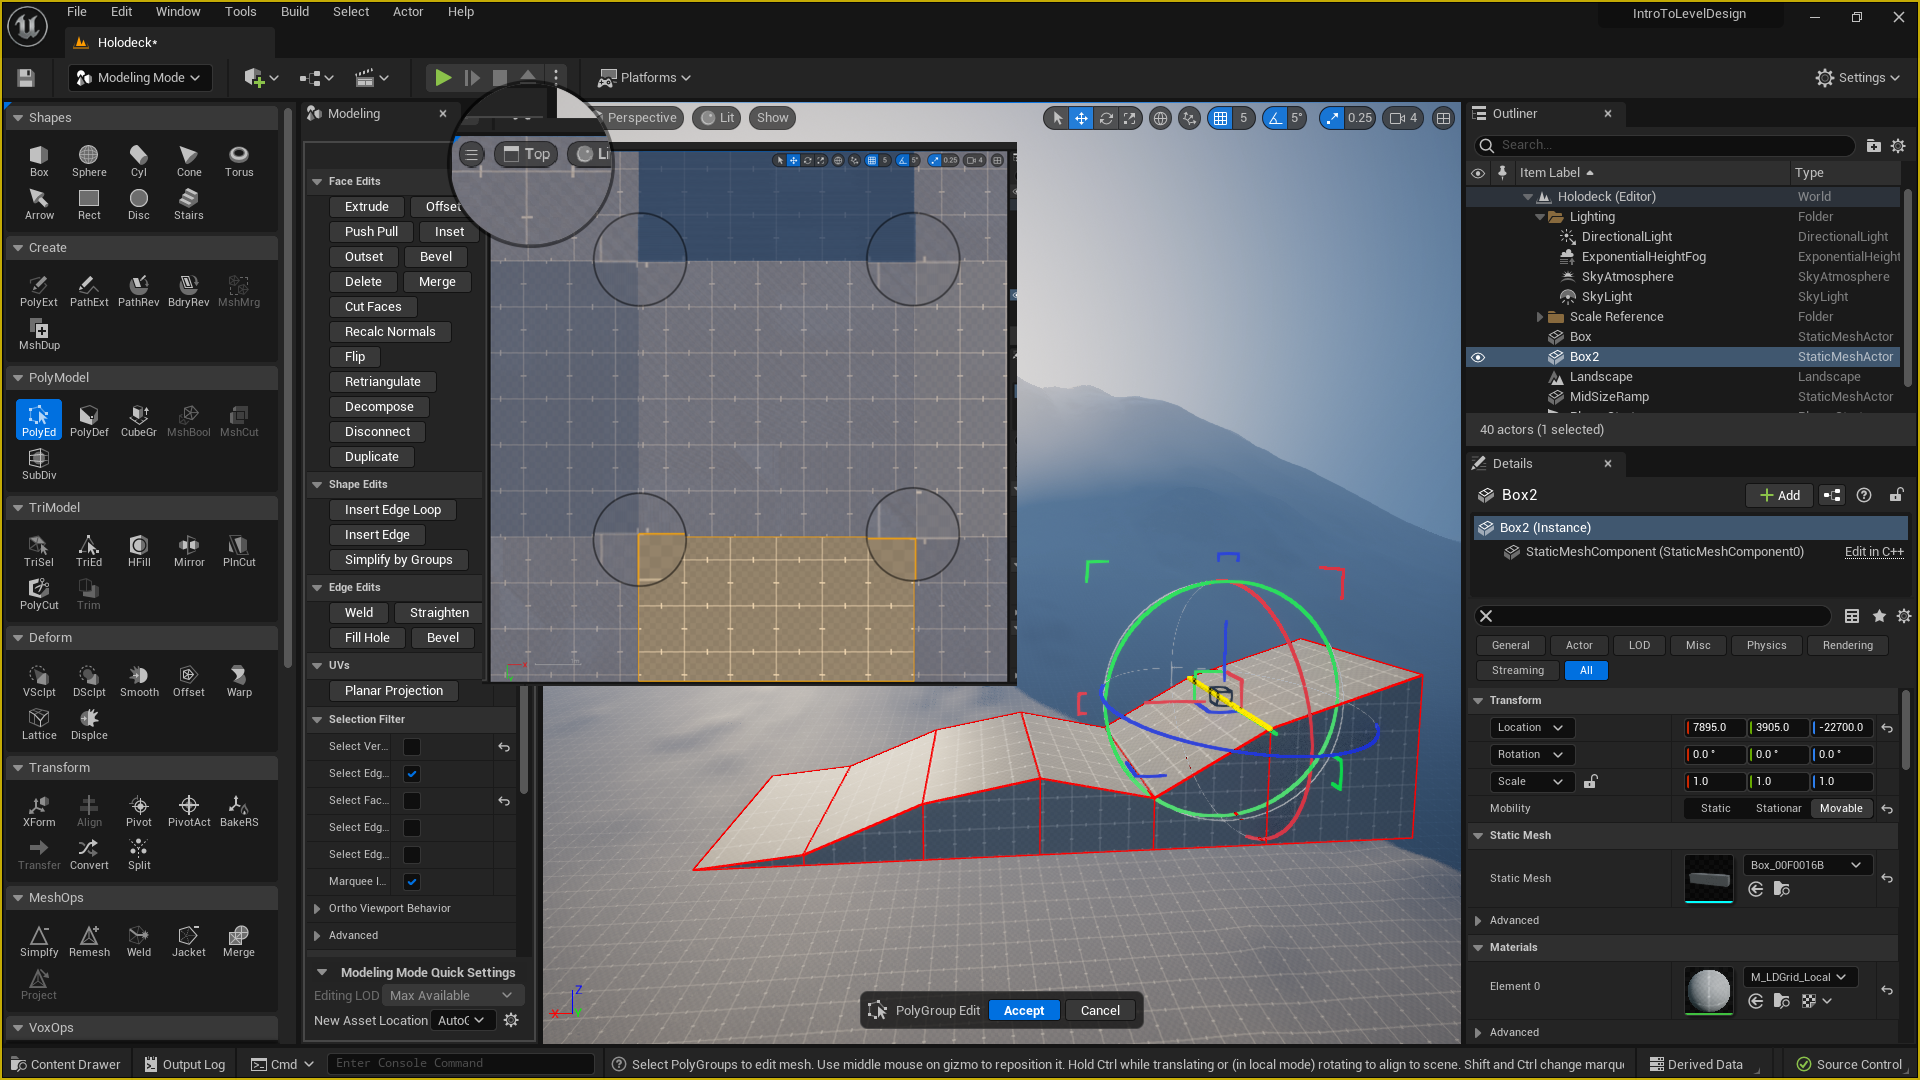 File Edit Window Tools Build Select Actor Help
IntroToLevelDesign
Holodeck*
Modeling Mode
Platforms
Settings
Shapes
Box Sphere Cyl Cone Torus
Arrow Rect Disc Stairs
Create
PolyExt PathExt PathRev BdryRev MshMrg
MshDup
PolyModel
PolyEd PolyDef CubeGr MshBool MshCut
SubDiv
TriModel
TriSel TriEd HFill Mirror PlnCut
PolyCut Trim
Deform
VSclpt DSclpt Smooth Offset Warp
Lattice Displce
Transform
XForm Align Pivot PivotAct BakeRS
Transfer Convert Split
MeshOps
Simplfy Remesh Weld Jacket Merge
Project
VoxOps
Modeling
Face Edits
Extrude Offset
Push Pull Inset
Outset Bevel
Delete Merge
Cut Faces
Recalc Normals
Flip
Retriangulate
Decompose
Disconnect
Duplicate
Shape Edits
Insert Edge Loop
Insert Edge
Simplify by Groups
Edge Edits
Weld Straighten
Fill Hole Bevel
UVs
Planar Projection
Selection Filter
Select Ver...
Select Edg...
Select Fac...
Select Edg...
Select Edg...
Marquee I...
Ortho Viewport Behavior
Advanced
Modeling Mode Quick Settings
Editing LOD Max Available
New Asset Location AutoG
Perspective Lit Show
5 5° 0.25 4
Top Li
5 5° 0.25 4
X
Z
X Y
PolyGroup Edit Accept Cancel
Outliner
Search...
Item Label Type
Holodeck (Editor) World
Lighting Folder
DirectionalLight DirectionalLight
ExponentialHeightFog ExponentialHeight
SkyAtmosphere SkyAtmosphere
SkyLight SkyLight
Scale Reference Folder
Box StaticMeshActor
Box2 StaticMeshActor
Landscape Landscape
MidSizeRamp StaticMeshActor
40 actors (1 selected)
Details
Box2
Add
Box2 (Instance)
StaticMeshComponent (StaticMeshComponent0) Edit in C++
General Actor LOD Misc Physics Rendering
Streaming All
Transform
Location 7895.0 3905.0 -22700.0
Rotation 0.0 ° 0.0 ° 0.0 °
Scale 1.0 1.0 1.0
Mobility Static Stationar Movable
Static Mesh
Static Mesh Box_00F0016B
Advanced
Materials
Element 0 M_LDGrid_Local
Advanced
Content Drawer Output Log Cmd Enter Console Command
Select PolyGroups to edit mesh. Use middle mouse on gizmo to reposition it. Hold Ctrl while translating or (in local mode) rotating to align to scene. Shift and Ctrl change marqu
Derived Data Source Control